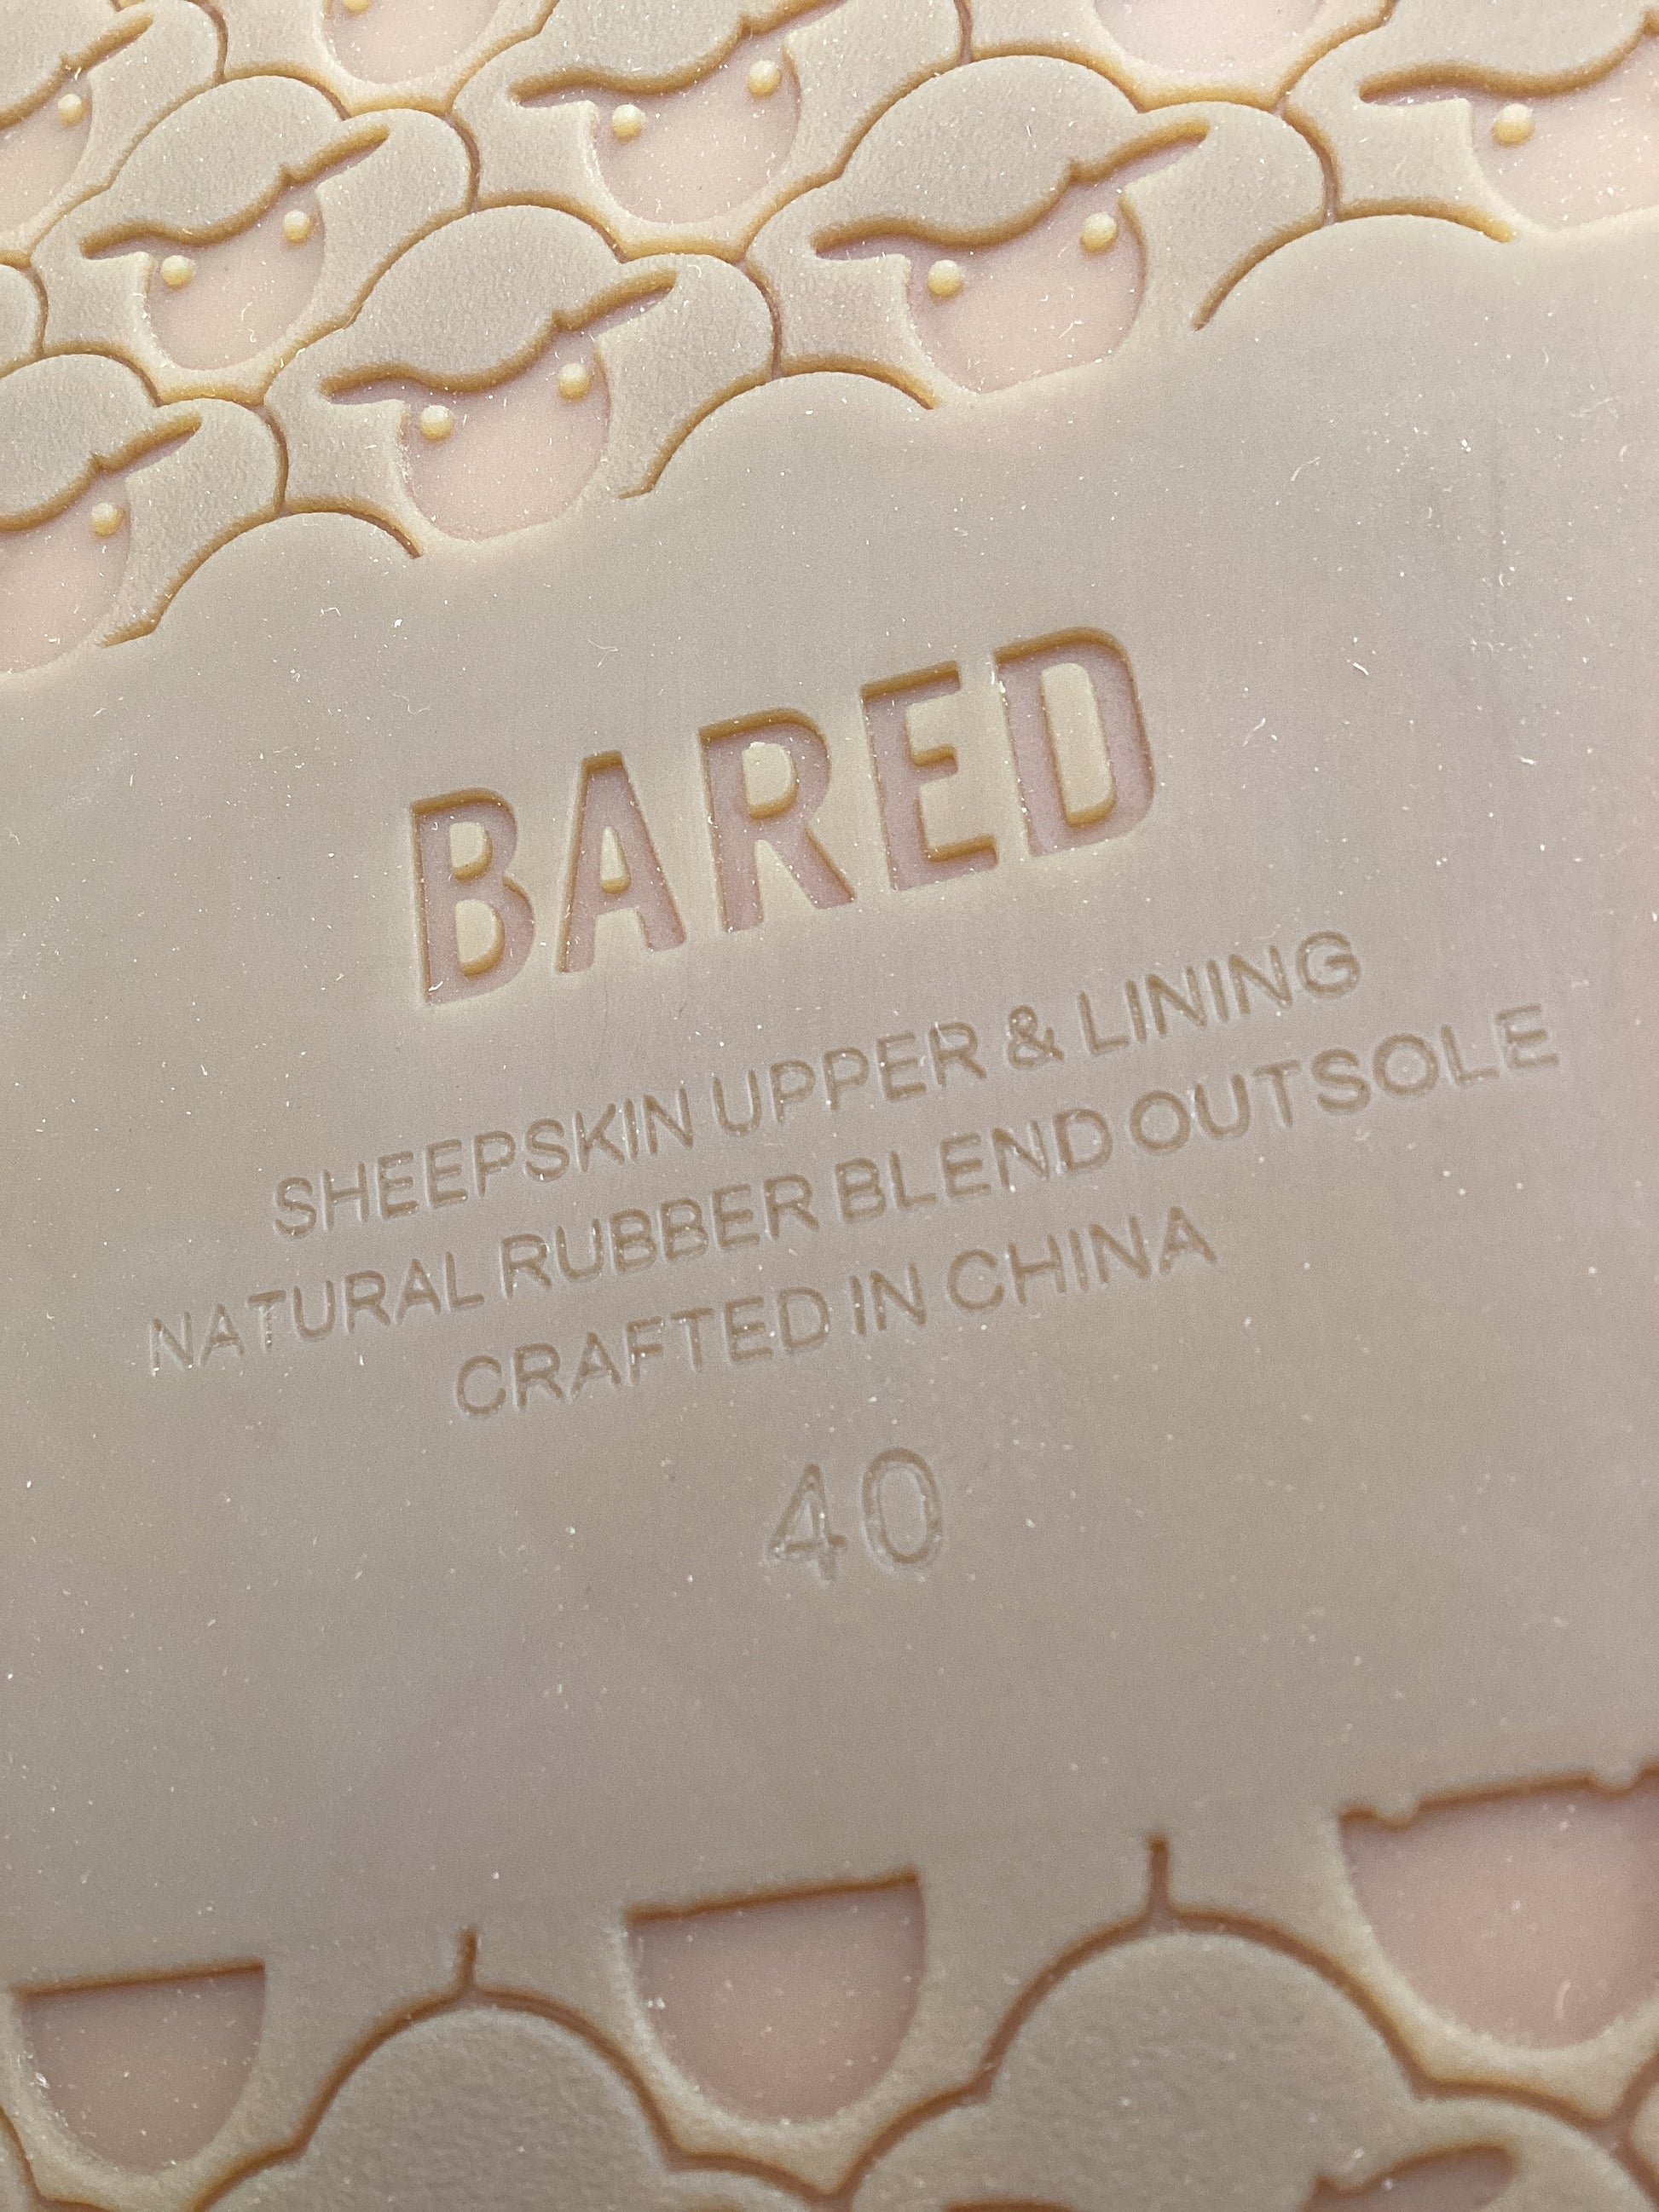 BARED
SHEEPSKIN UPPER & LINING
NATURAL RUBBER BLEND OUTSOLE
CRAFTED IN CHINA
40